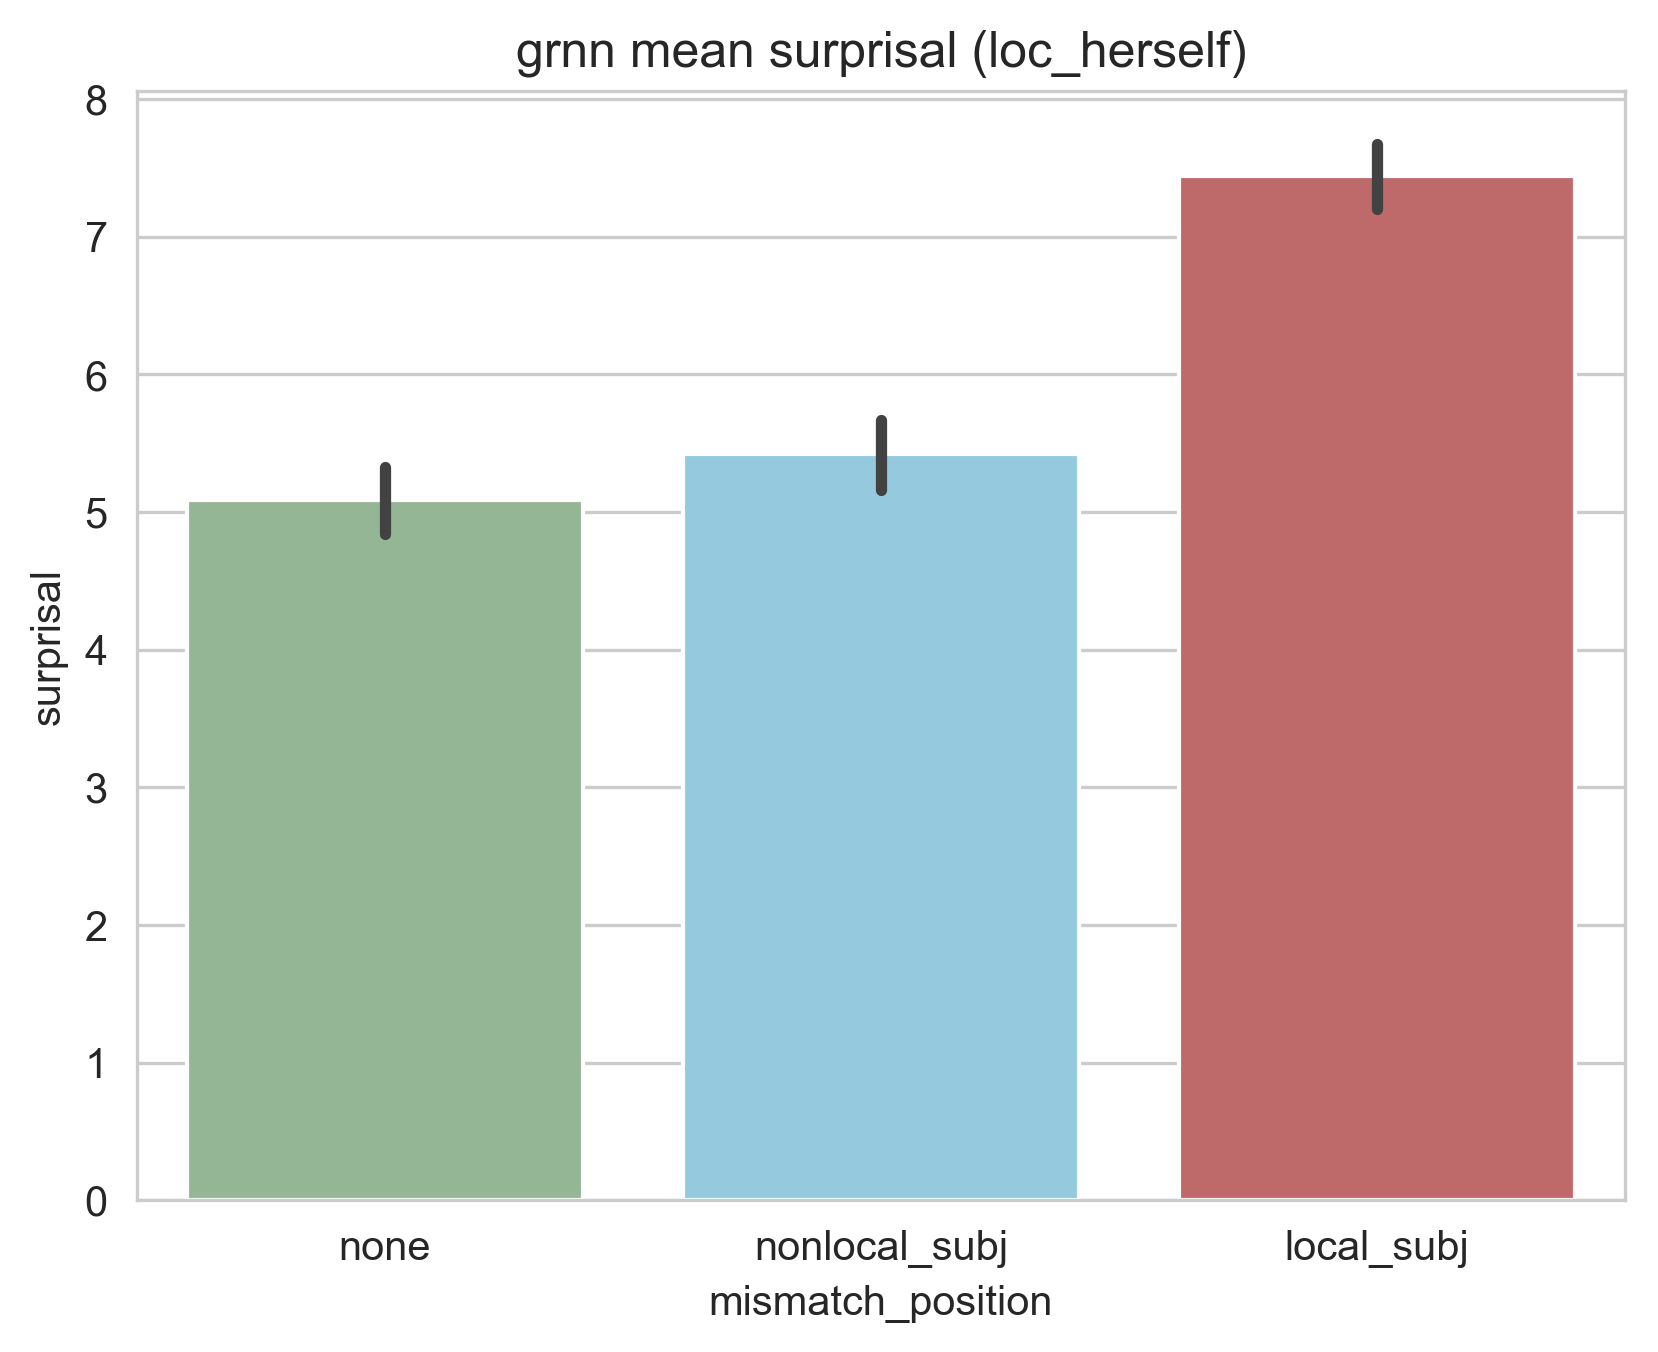 grnn mean surprisal (loc_herself)
8
7
6
5
4
3
2
1
0
surprisal
none nonlocal_subj local_subj
mismatch_position